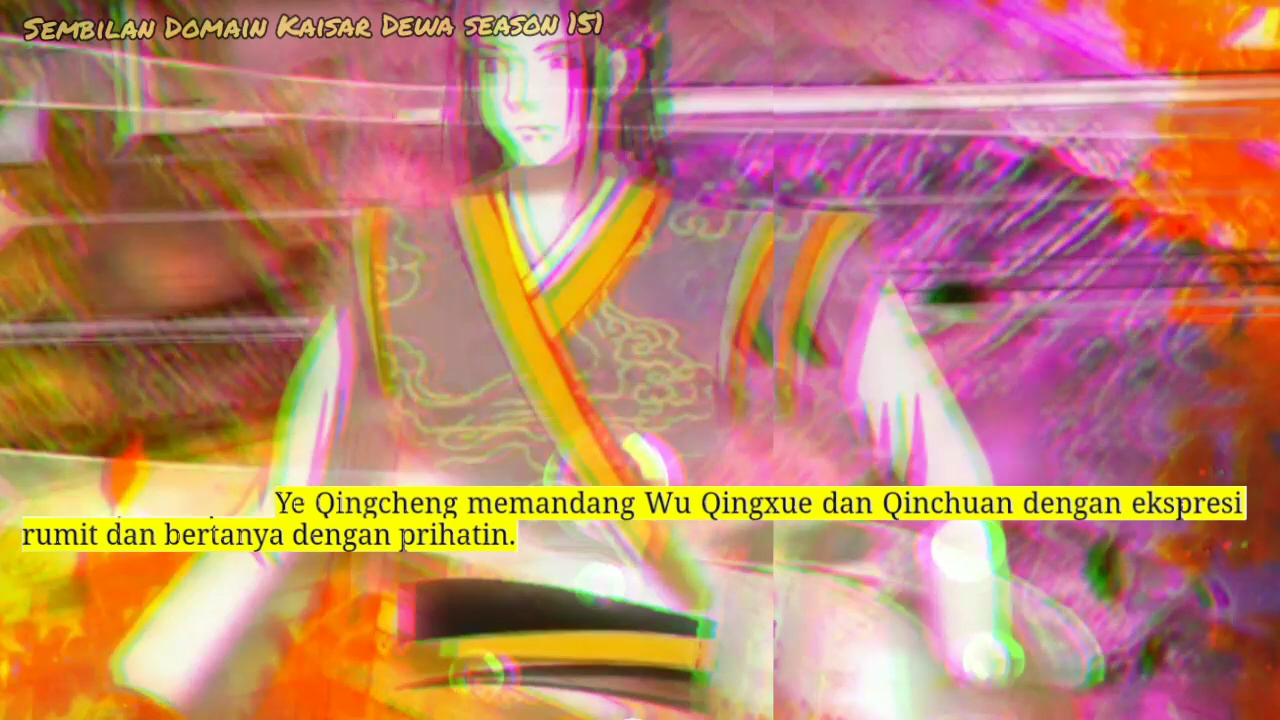 Sembilan Domain Kaisar Dewa season 151
Ye Qingcheng memandang Wu Qingxue dan Qinchuan dengan ekspresi
rumit dan bertanya dengan prihatin.